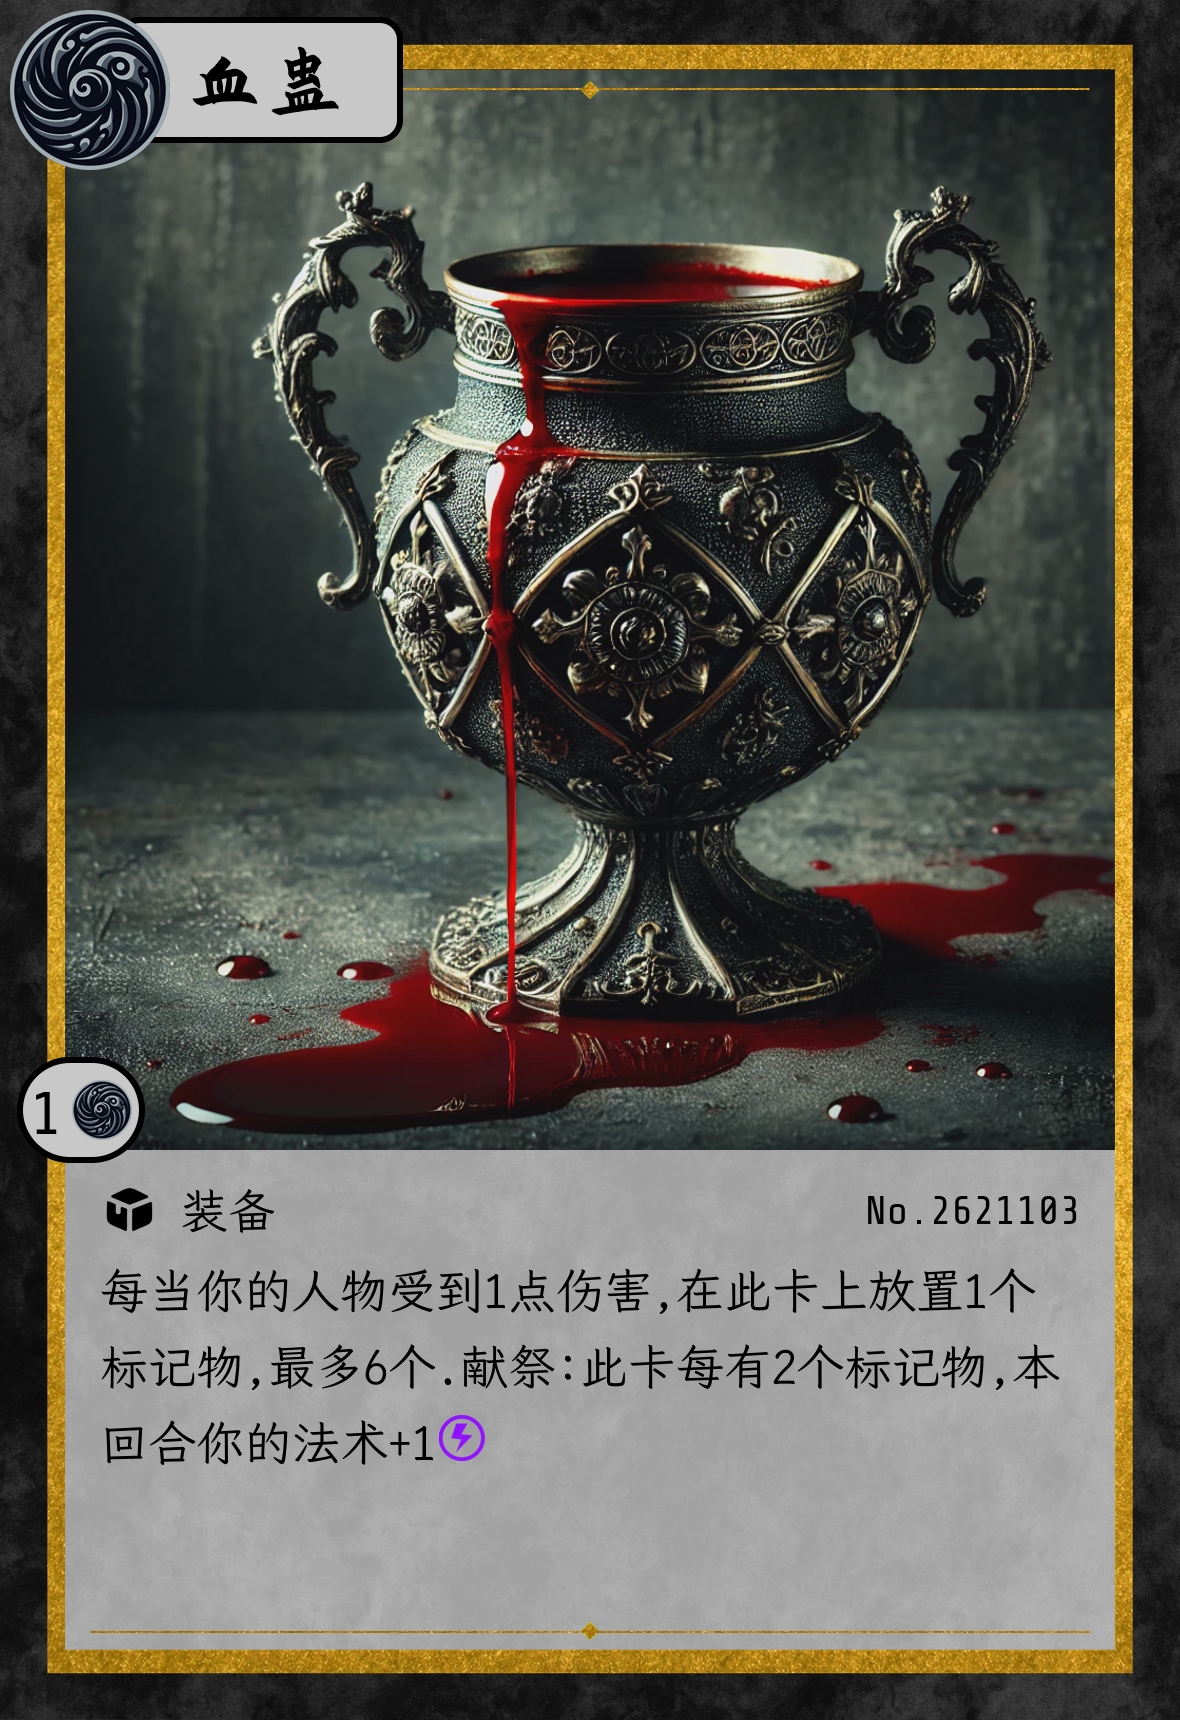 血蛊
1
装备
No.2621103
每当你的人物受到1点伤害,在此卡上放置1个
标记物,最多6个.献祭:此卡每有2个标记物,本
回合你的法术+1